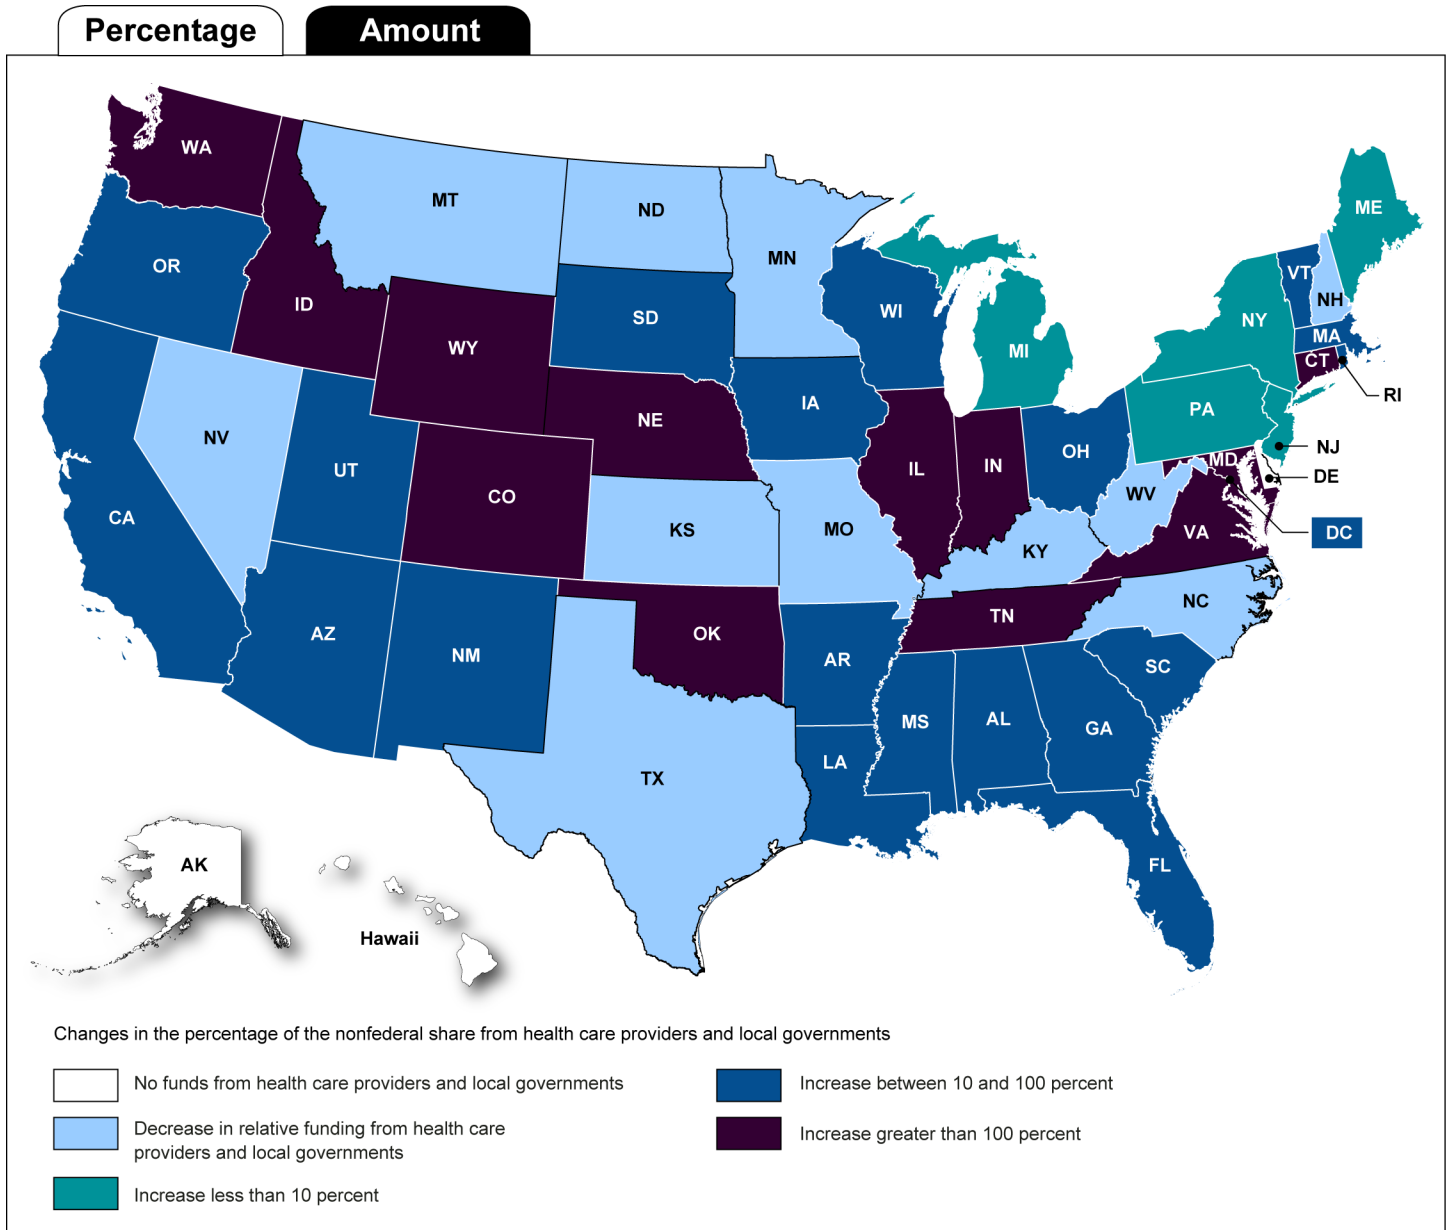 Percentage
Amount
WA
MT
ND
MN
ME
OR
ID
SD
WI
VT
NH
WY
MI
NY
MA
CT
RI
NE
IA
PA
NV
UT
CO
IL
IN
OH
NJ
MD
DE
CA
KS
MO
WV
VA
DC
KY
AZ
NM
OK
AR
TN
NC
SC
TX
LA
MS
AL
GA
FL
AK
Hawaii
Changes in the percentage of the nonfederal share from health care providers and local governments
No funds from health care providers and local governments
Decrease in relative funding from health care
providers and local governments
Increase less than 10 percent
Increase between 10 and 100 percent
Increase greater than 100 percent